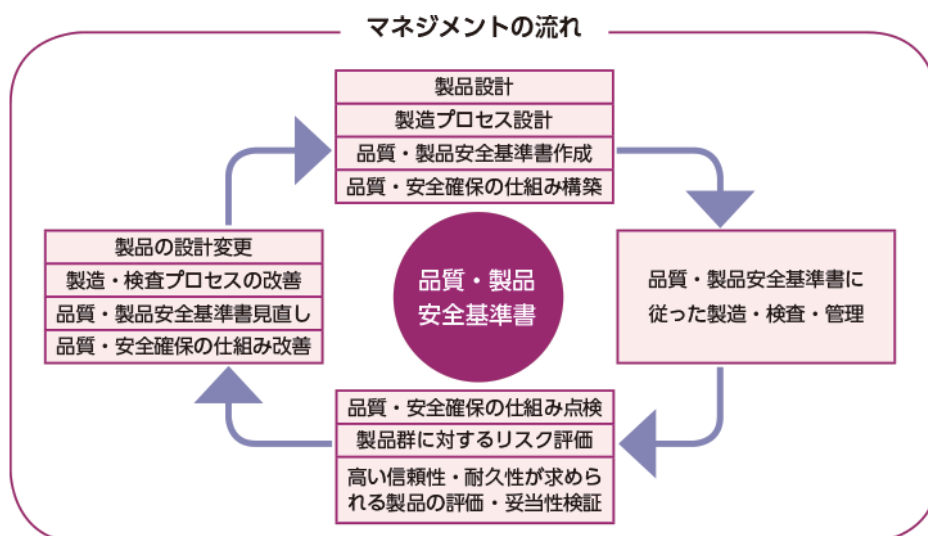 マネジメントの流れ
製品設計
製造プロセス設計
品質・製品安全基準書作成
品質・安全確保の仕組み構築
品質・製品安全基準書に
従った製造・検査・管理
品質・安全確保の仕組み点検
製品群に対するリスク評価
高い信頼性・耐久性が求めら
れる製品の評価・妥当性検証
製品の設計変更
製造・検査プロセスの改善
品質・製品安全基準書見直し
品質・安全確保の仕組み改善
品質・製品
安全基準書